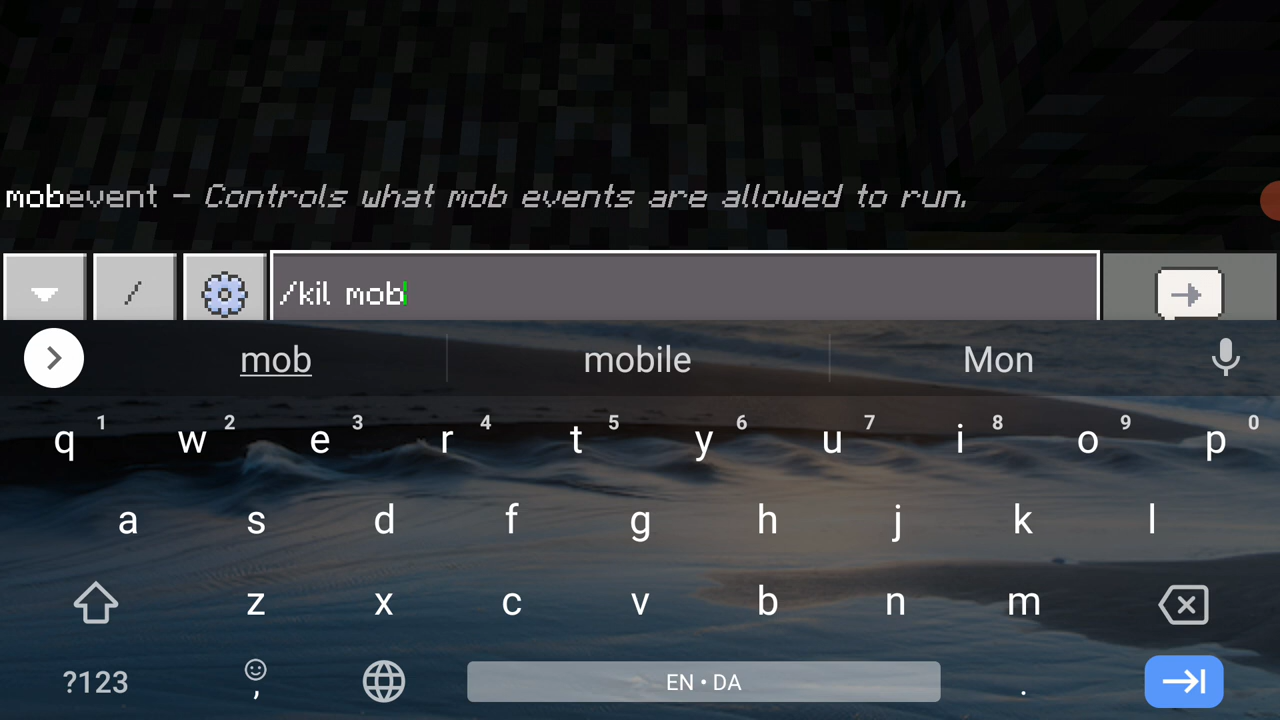 mobevent – Controls what mob events are allowed to run.
/
/kil mob
mob mobile Mon
q 1 w 2 e 3 r 4 t 5 y 6 u 7 i 8 o 9 p 0
a s d f g h j k l
z x c v b n m
?123 , EN • DA .